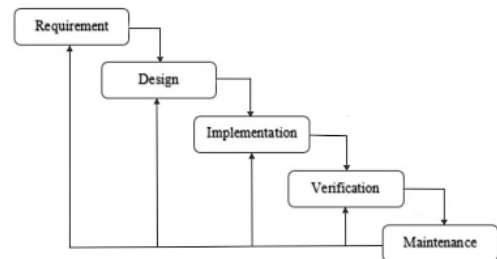 Requirement
Design
Implementation
Verification
Maintenance